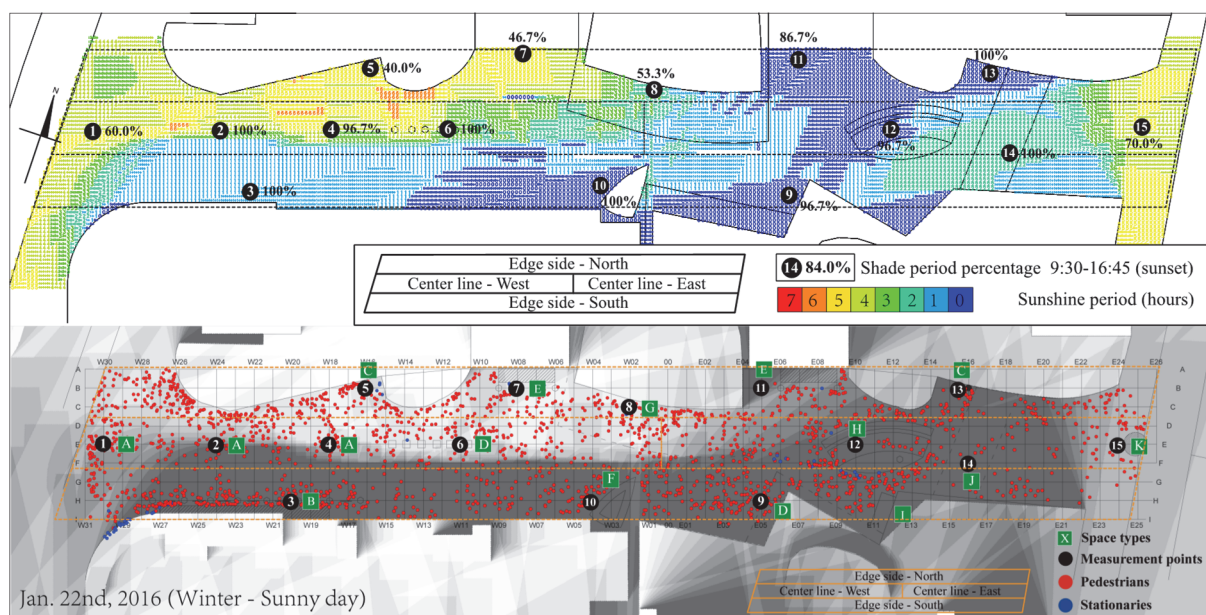 46.7%
7
86.7%
11
5
40.0%
53.3%
8
100%
13
N
1
60.0%
2
100%
4
96.7%
6
100%
12
96.7%
15
70.0%
14
100%
3
100%
10
100%
9
96.7%
Edge side - North
Center line - West
Center line - East
Edge side - South
14
84.0%
Shade period percentage 9:30-16:45 (sunset)
7 6 5 4 3 2 1 0
Sunshine period (hours)
W30 W28 W26 W24 W22 W20 W18 W16 W14 W12 W10 W08 W06 W04 W02 00 E02 E04 E06 E08 E10 E12 E14 E16 E18 E20 E22 E24 E26
A
B
C
D
E
F
G
H
A
B
C
D
E
F
G
H
I
C
5
7
E
E
11
C
13
8
G
1
A
2
A
4
A
6
D
H
12
15
K
14
J
3
B
F
10
9
D
I
W31 W29 W27 W25 W23 W21 W19 W17 W15 W13 W11 W09 W07 W05 W03 W01 00 E01 E03 E05 E07 E09 E11 E13 E15 E17 E19 E21 E23 E25
X Space types
Measurement points
Pedestrians
Stationaries
Edge side - North
Center line - West
Center line - East
Edge side - South
Jan. 22nd, 2016 (Winter - Sunny day)